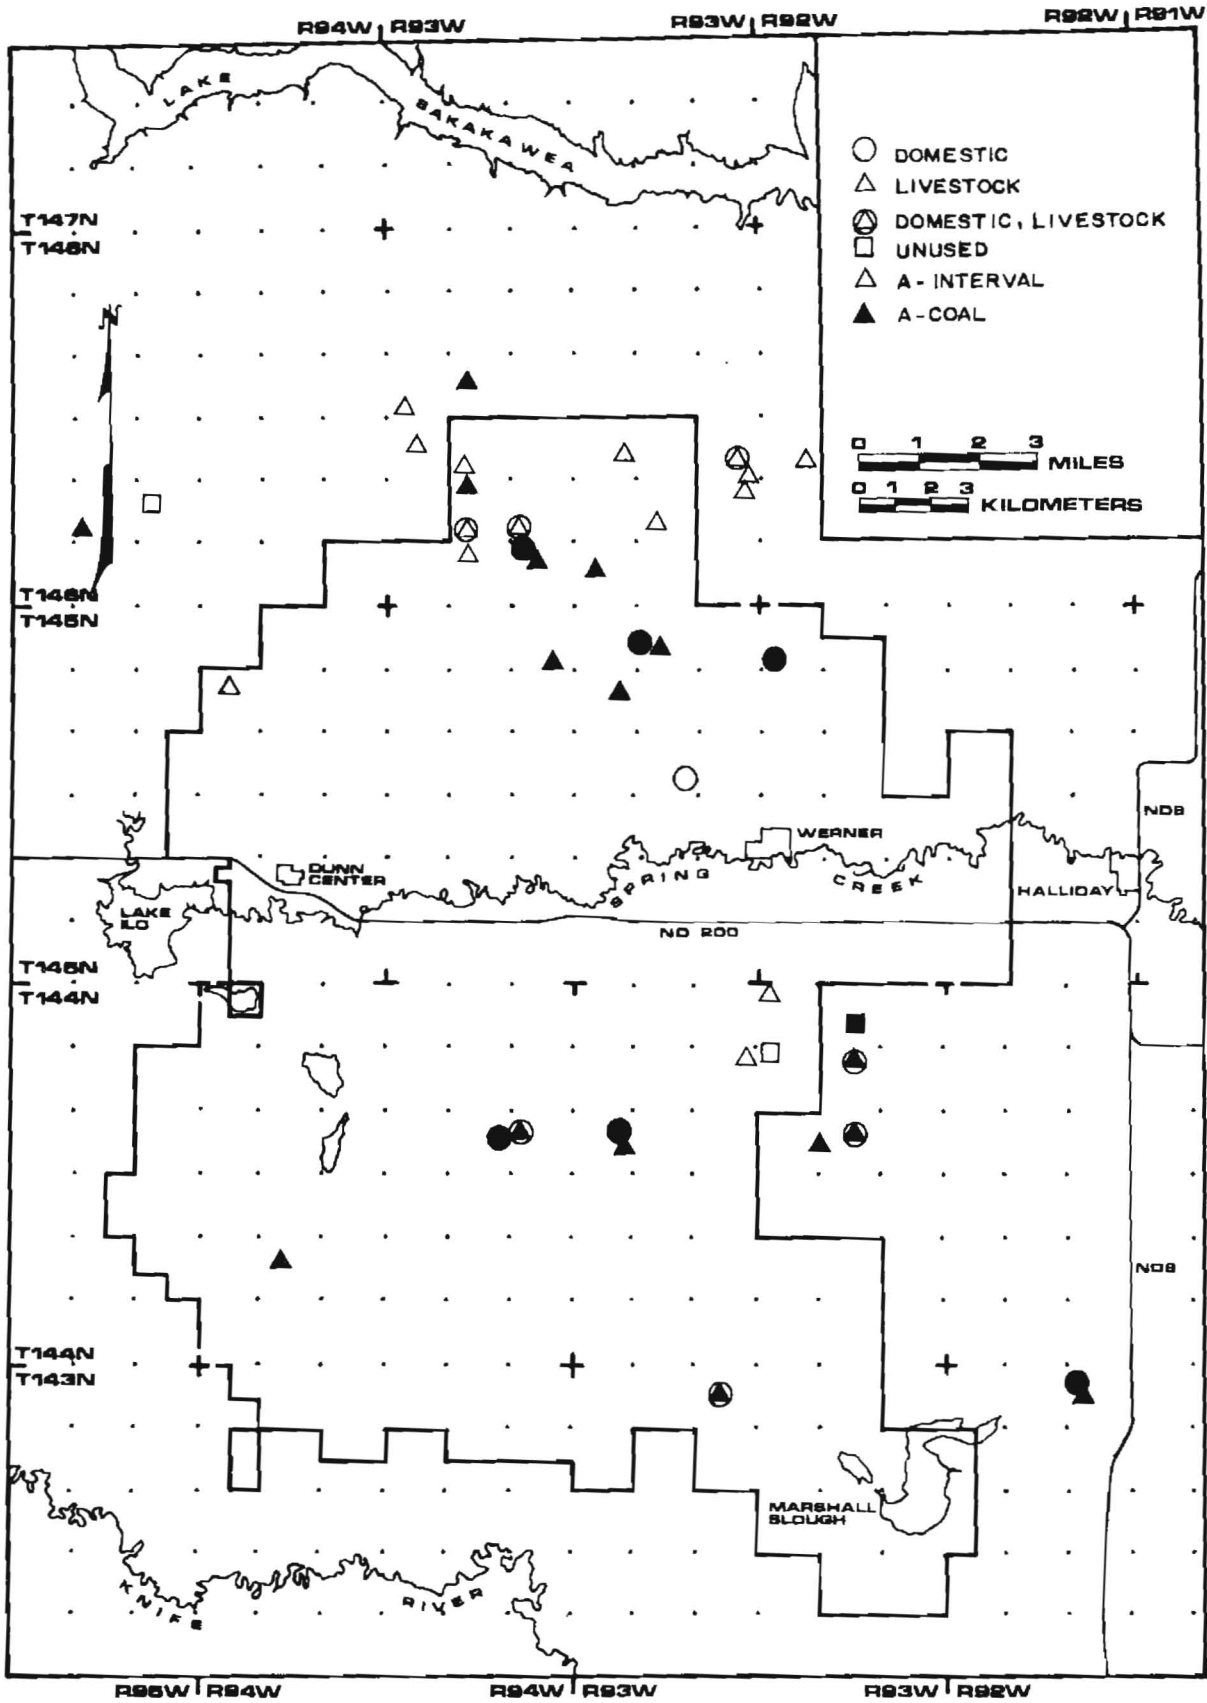 R94W R93W
R93W R92W
R92W R91W
LAKE
SAKAKAWEA
DOMESTIC
LIVESTOCK
DOMESTIC, LIVESTOCK
UNUSED
A-INTERVAL
A-COAL
T147N
T146N
N
0 1 2 3
MILES
0 1 2 3
KILOMETERS
T146N
T145N
ND8
WERNER
DUNN
CENTER
SPRING
CREEK
HALLIDAY
LAKE
ILO
ND 200
T145N
T144N
ND8
T144N
T143N
MARSHALL
SLOUGH
KNIFE
RIVER
R95W R94W
R94W R93W
R93W R92W